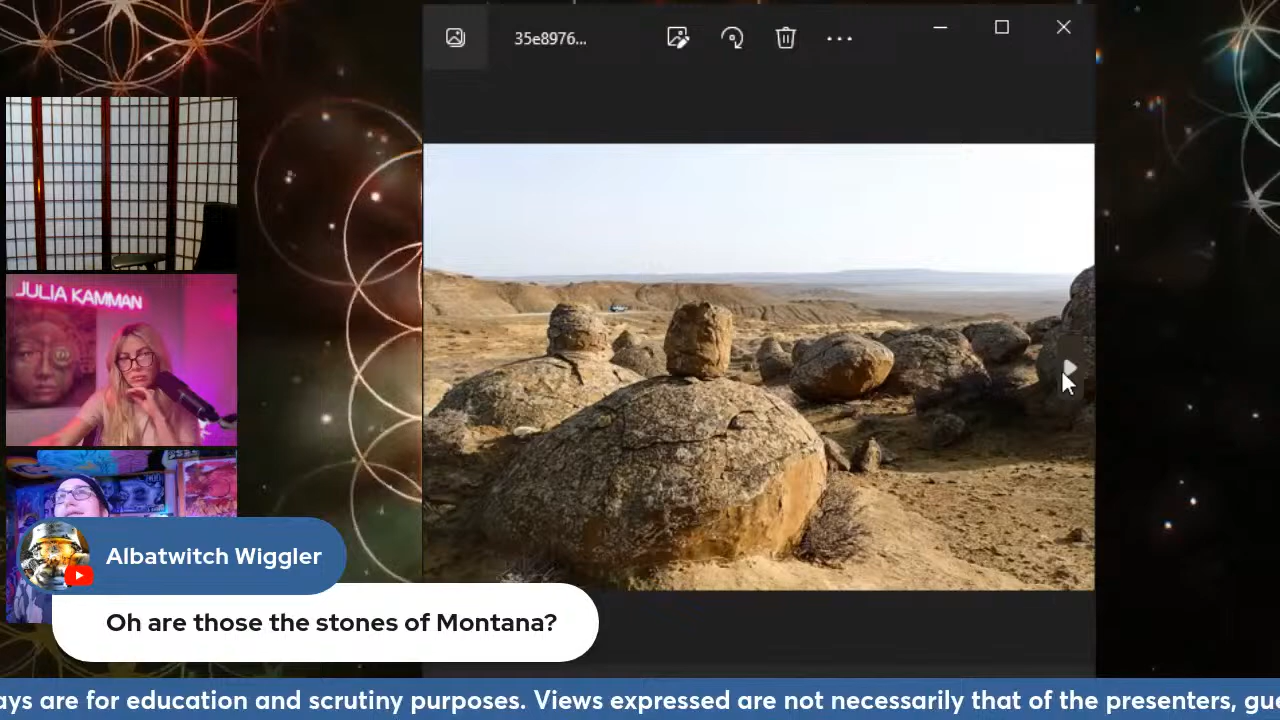 35e8976...
JULIA KAMMAN
Albatwitch Wiggler
Oh are those the stones of Montana?
ays are for education and scrutiny purposes. Views expressed are not necessarily that of the presenters, gue